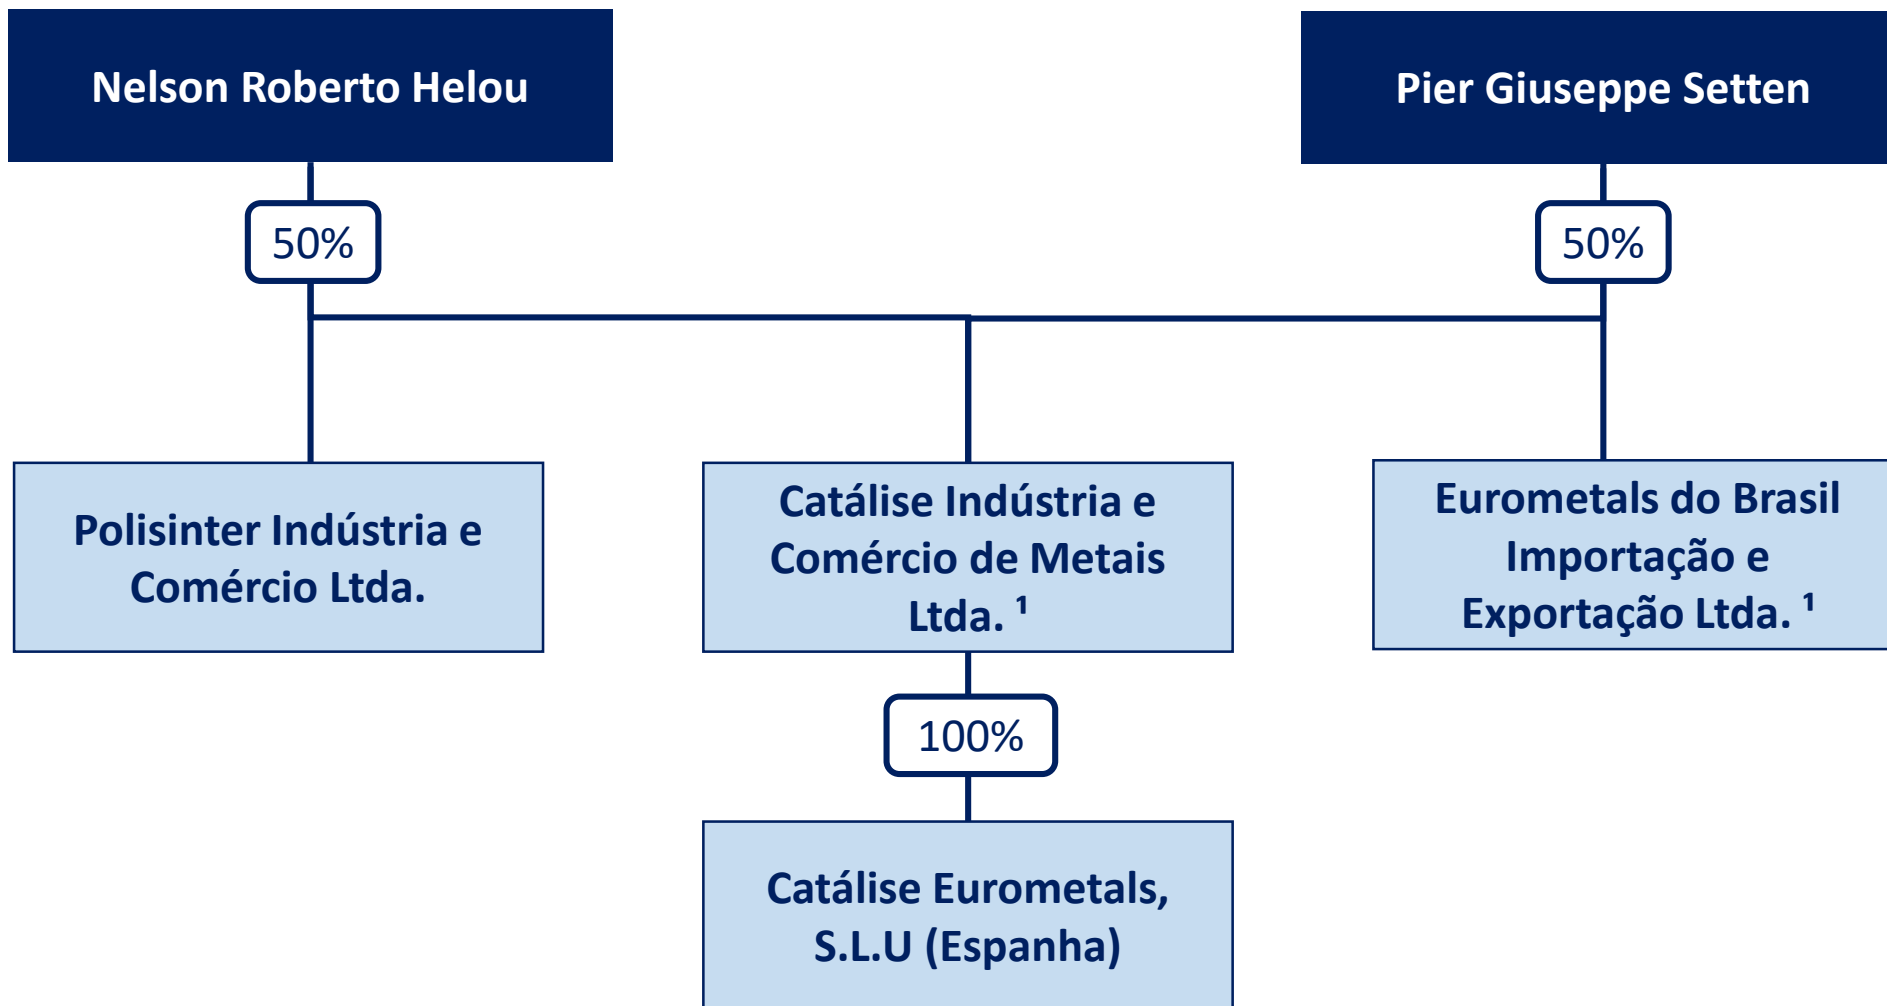 Nelson Roberto Helou
Pier Giuseppe Setten
50%
50%
Polisinter Indústria e
Comércio Ltda.
Catálise Indústria e
Comércio de Metais
Ltda. ¹
Eurometals do Brasil
Importação e
Exportação Ltda. ¹
100%
Catálise Eurometals,
S.L.U (Espanha)